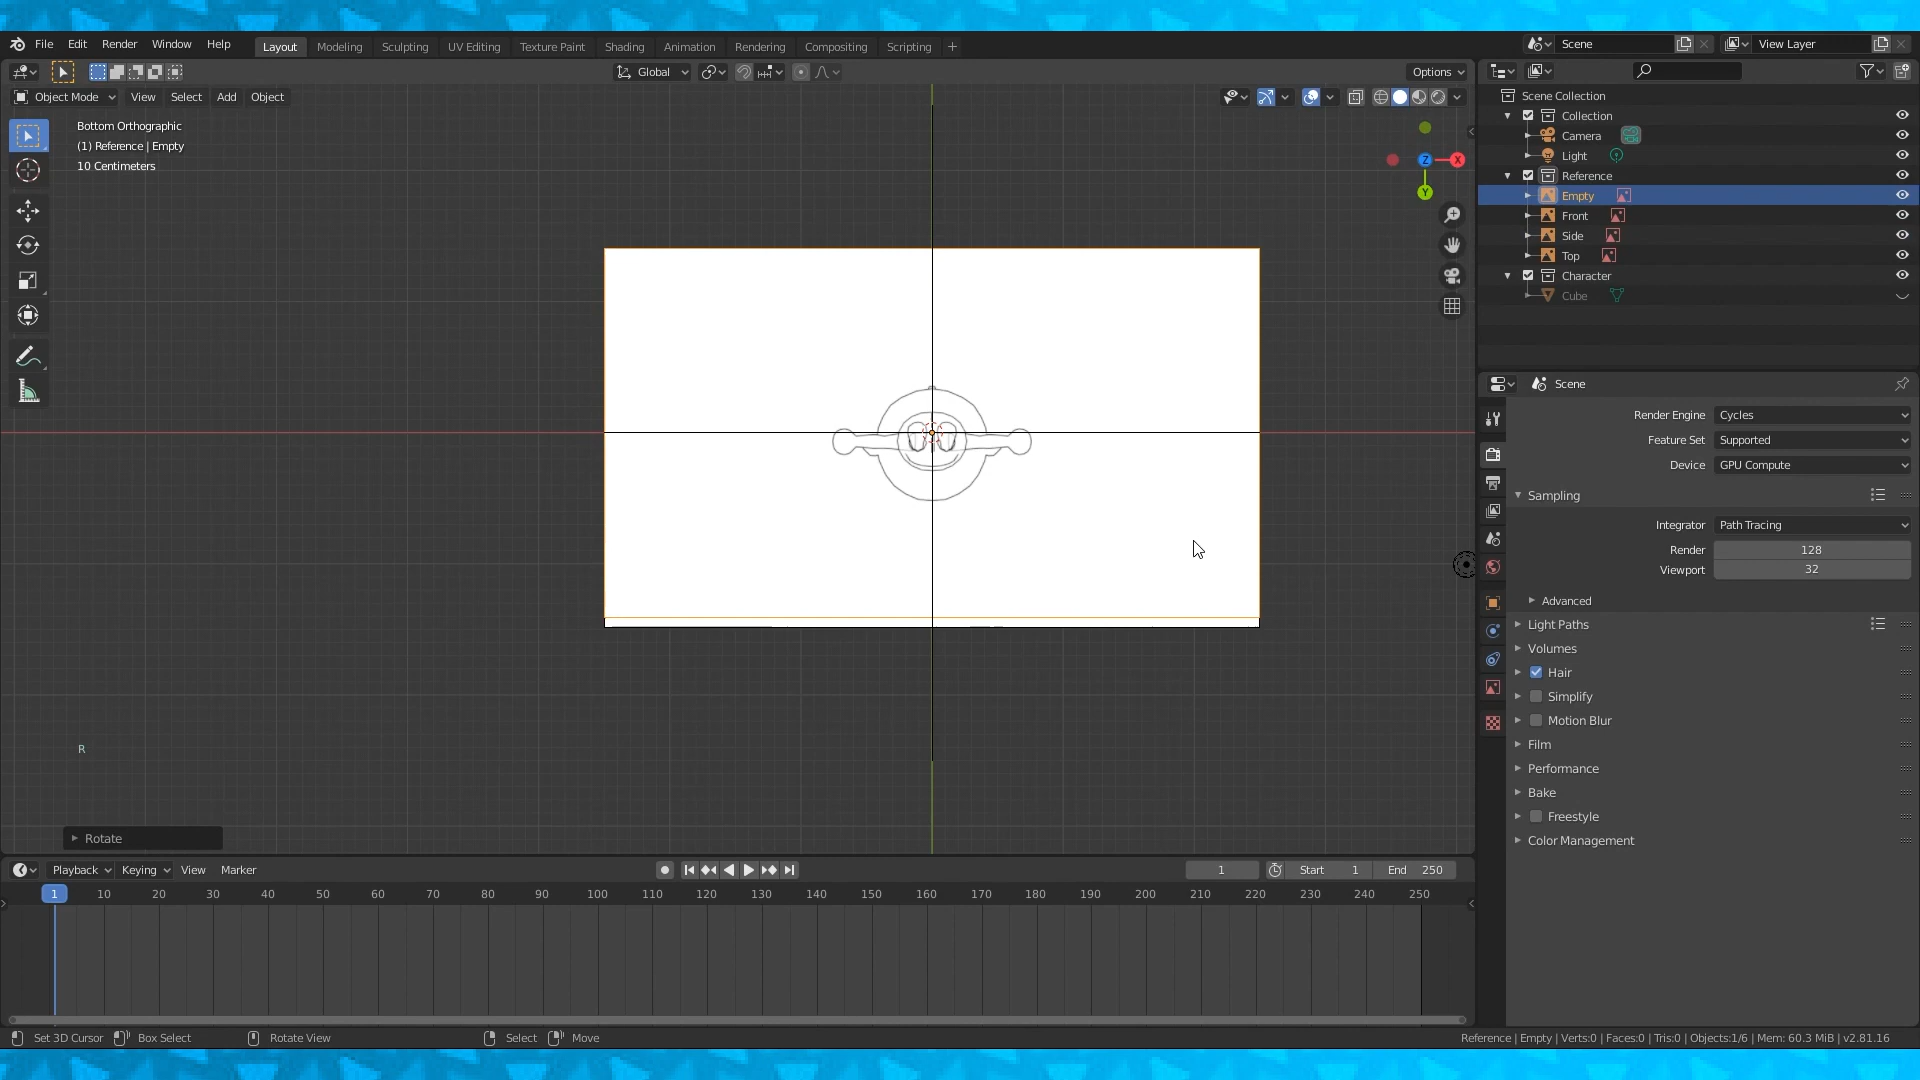 File Edit Render Window Help Layout Modeling Sculpting UV Editing Texture Paint Shading Animation Rendering Compositing Scripting + Scene View Layer
Global Options
Object Mode View Select Add Object
Bottom Orthographic
(1) Reference | Empty
10 Centimeters
Z X
Y
R
Rotate
Scene Collection
Collection
Camera
Light
Reference
Empty
Front
Side
Top
Character
Cube
Scene
Render Engine Cycles
Feature Set Supported
Device GPU Compute
Sampling
Integrator Path Tracing
Render 128
Viewport 32
Advanced
Light Paths
Volumes
Hair
Simplify
Motion Blur
Film
Performance
Bake
Freestyle
Color Management
Playback Keying View Marker 1 Start 1 End 250
1 10 20 30 40 50 60 70 80 90 100 110 120 130 140 150 160 170 180 190 200 210 220 230 240 250
Set 3D Cursor Box Select Rotate View Select Move Reference | Empty | Verts:0 | Faces:0 | Tris:0 | Objects:1/6 | Mem: 60.3 MiB | v2.81.16